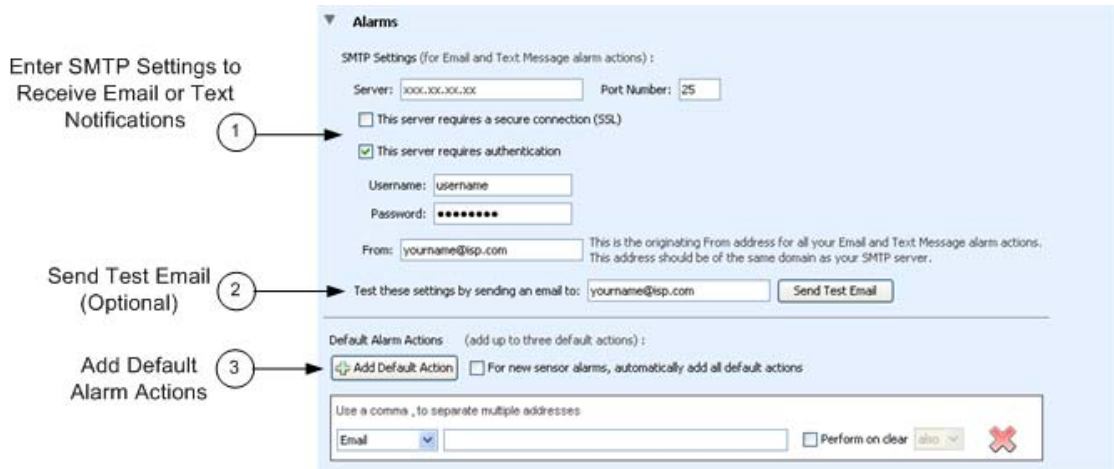 Alarms
SMTP Settings (for Email and Text Message alarm actions) :
Enter SMTP Settings to
Receive Email or Text
Notifications
1
Server: xxx.xx.xx.xx Port Number: 25
This server requires a secure connection (SSL)
This server requires authentication
Username: username
Password: ●●●●●●●●
From: yourname@isp.com
This is the originating From address for all your Email and Text Message alarm actions.
This address should be of the same domain as your SMTP server.
Send Test Email
(Optional)
2
Test these settings by sending an email to: yourname@isp.com Send Test Email
Default Alarm Actions (add up to three default actions) :
Add Default
Alarm Actions
3
Add Default Action For new sensor alarms, automatically add all default actions
Use a comma , to separate multiple addresses
Email Perform on clear also